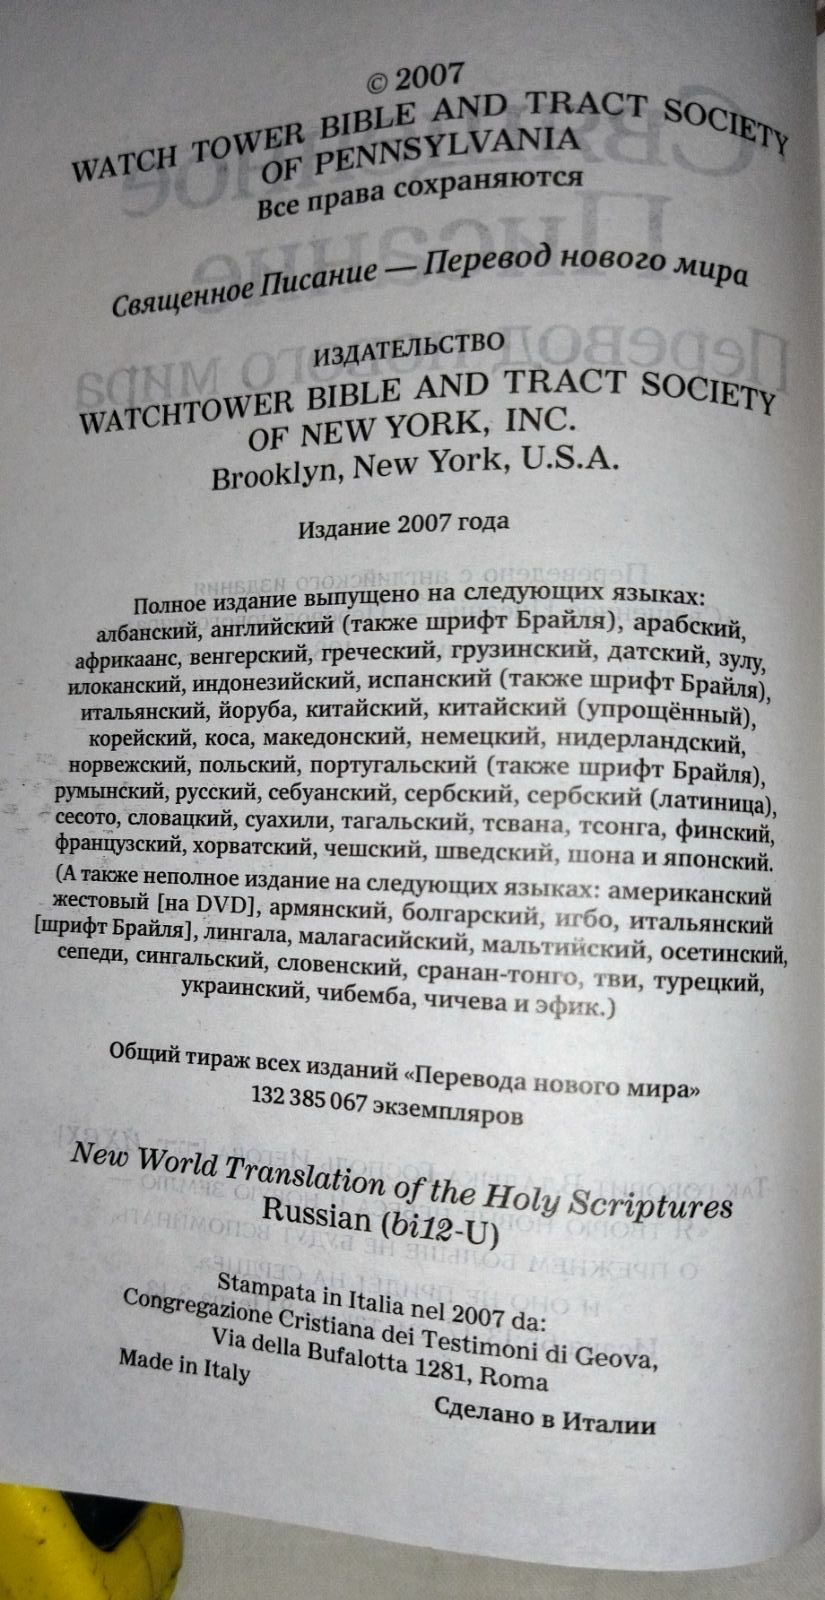 © 2007
WATCH TOWER BIBLE AND TRACT SOCIETY
OF PENNSYLVANIA
Все права сохраняются
Священное Писание — Перевод нового мира
ИЗДАТЕЛЬСТВО
WATCHTOWER BIBLE AND TRACT SOCIETY
OF NEW YORK, INC.
Brooklyn, New York, U.S.A.
Издание 2007 года
Полное издание выпущено на следующих языках:
албанский, английский (также шрифт Брайля), арабский,
африкаанс, венгерский, греческий, грузинский, датский, зулу,
илоканский, индонезийский, испанский (также шрифт Брайля),
итальянский, йоруба, китайский, китайский (упрощённый),
корейский, коса, македонский, немецкий, нидерландский,
норвежский, польский, португальский (также шрифт Брайля),
румынский, русский, себуанский, сербский, сербский (латиница),
сесото, словацкий, суахили, тагальский, тсвана, тсонга, финский,
французский, хорватский, чешский, шведский, шона и японский.
(А также неполное издание на следующих языках: американский
жестовый [на DVD], армянский, болгарский, игбо, итальянский
[шрифт Брайля], лингала, малагасийский, мальтийский, осетинский,
сепеди, сингальский, словенский, сранан-тонго, тви, турецкий,
украинский, чибемба, чичева и эфик.)
Общий тираж всех изданий «Перевода нового мира»
132 385 067 экземпляров
New World Translation of the Holy Scriptures
Russian (bi12-U)
Stampata in Italia nel 2007 da:
Congregazione Cristiana dei Testimoni di Geova,
Via della Bufalotta 1281, Roma
Made in Italy
Сделано в Италии